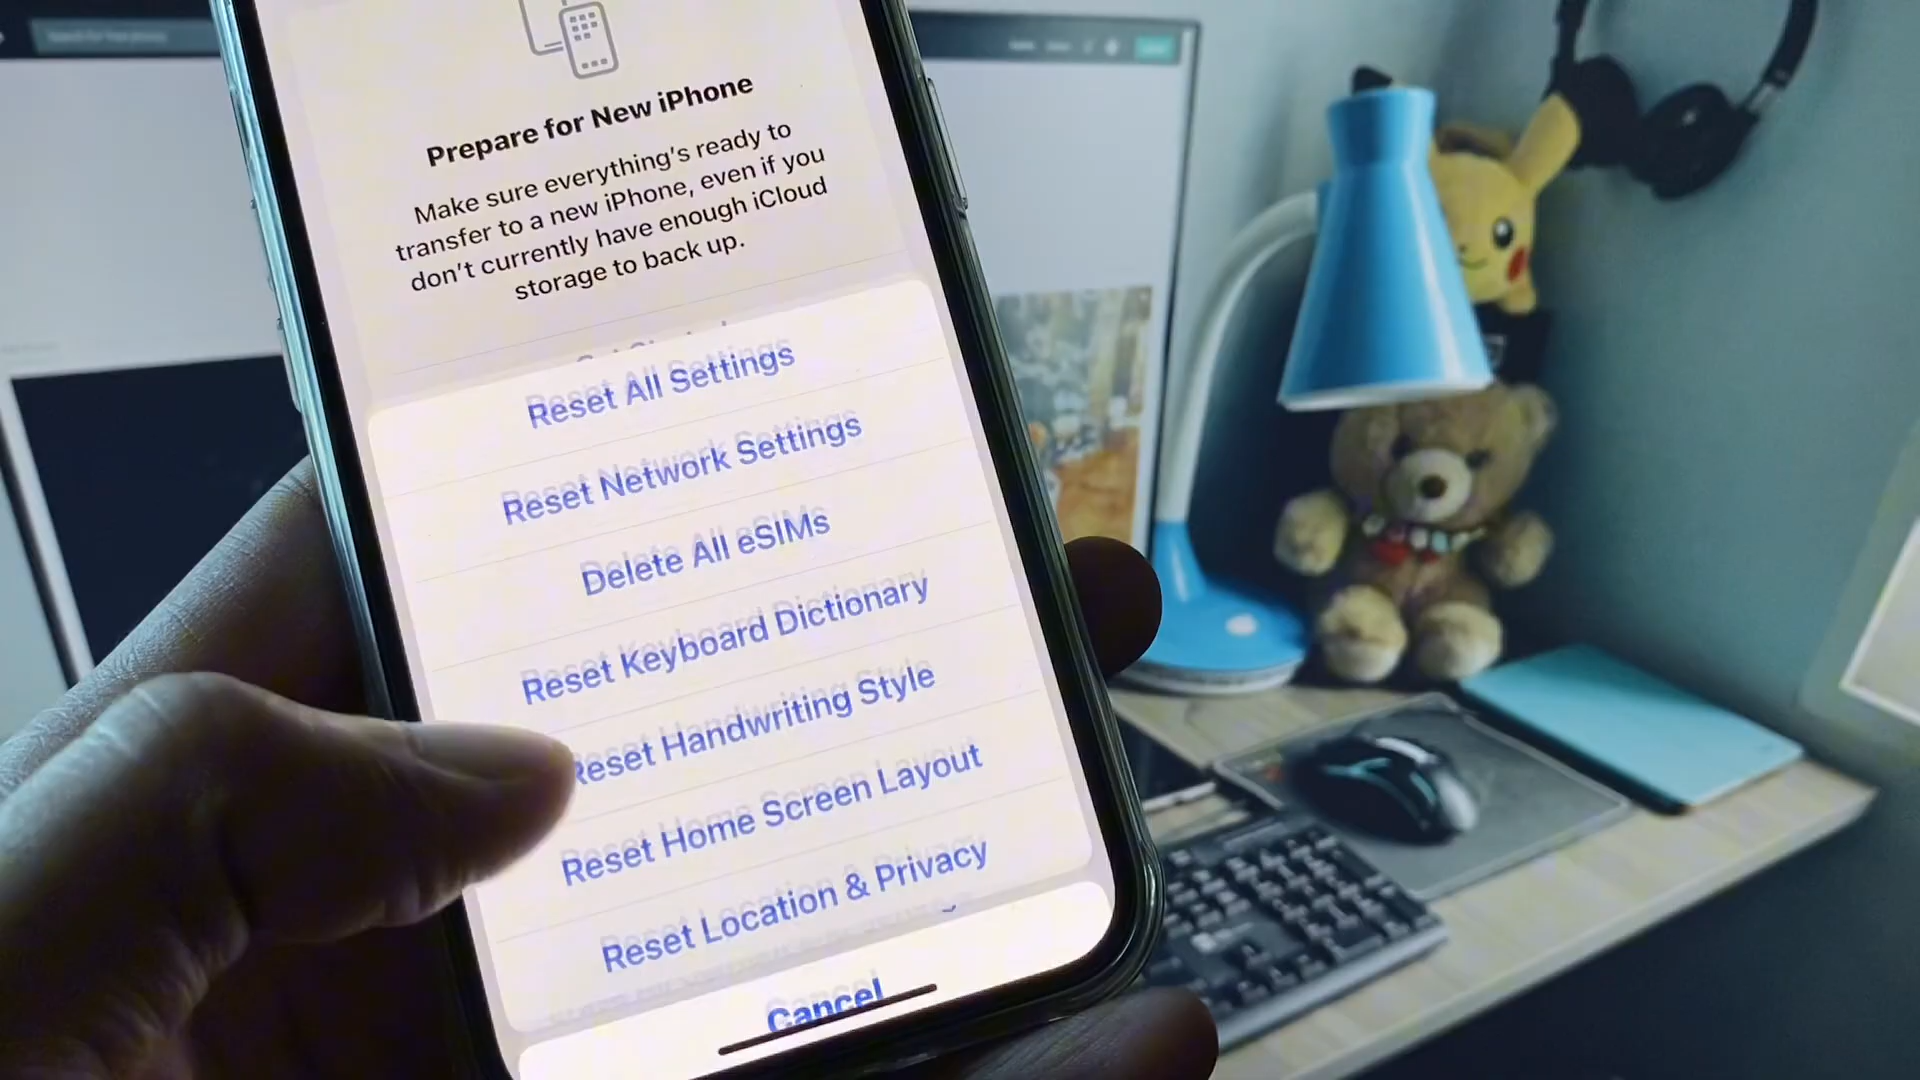 Prepare for New iPhone
Make sure everything's ready to
transfer to a new iPhone, even if you
don't currently have enough iCloud
storage to back up.
Reset All Settings
Reset Network Settings
Delete All eSIMs
Reset Keyboard Dictionary
Reset Handwriting Style
Reset Home Screen Layout
Reset Location & Privacy
Cancel